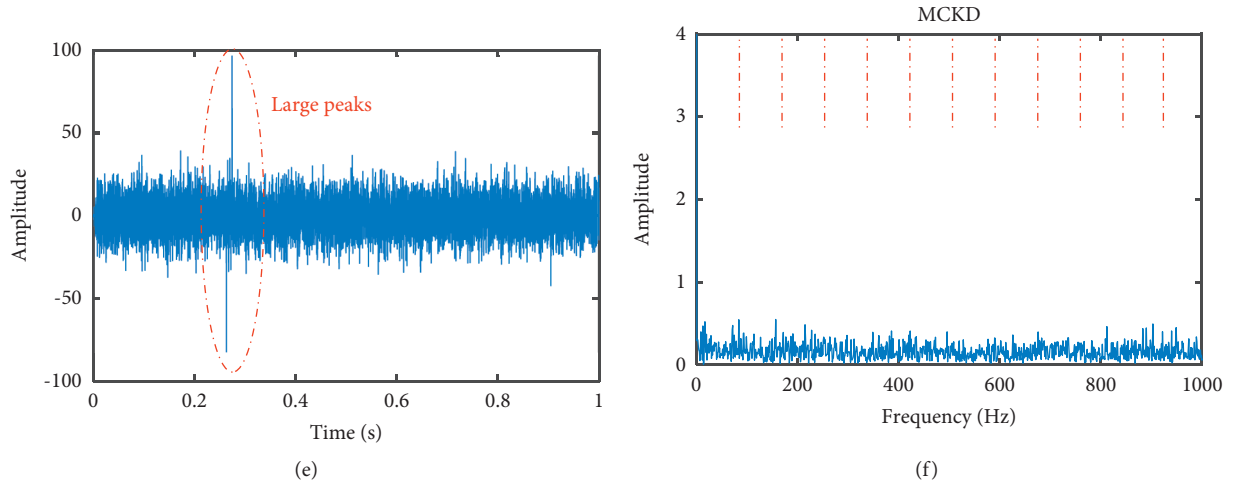 100
50
0
-50
-100
Amplitude
Large peaks
0
0.2
0.4
0.6
0.8
1
Time (s)
(e)
MCKD
4
3
2
1
0
Amplitude
0
200
400
600
800
1000
Frequency (Hz)
(f)